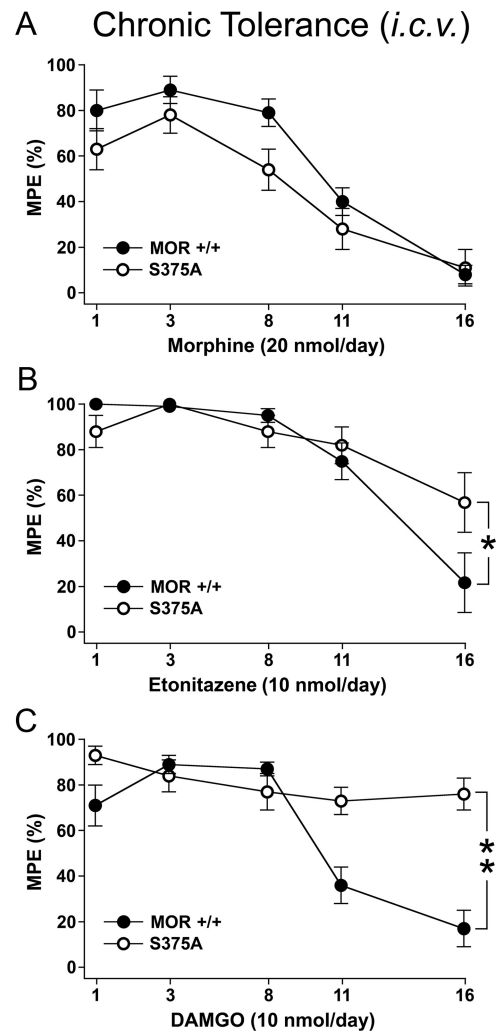 A
Chronic Tolerance (i.c.v.)
100
80
60
40
20
0
MPE (%)
MOR +/+
S375A
1 3 8 11 16
Morphine (20 nmol/day)
B
100
80
60
40
20
0
MPE (%)
MOR +/+
S375A
*
1 3 8 11 16
Etonitazene (10 nmol/day)
C
100
80
60
40
20
0
MPE (%)
MOR +/+
S375A
**
1 3 8 11 16
DAMGO (10 nmol/day)